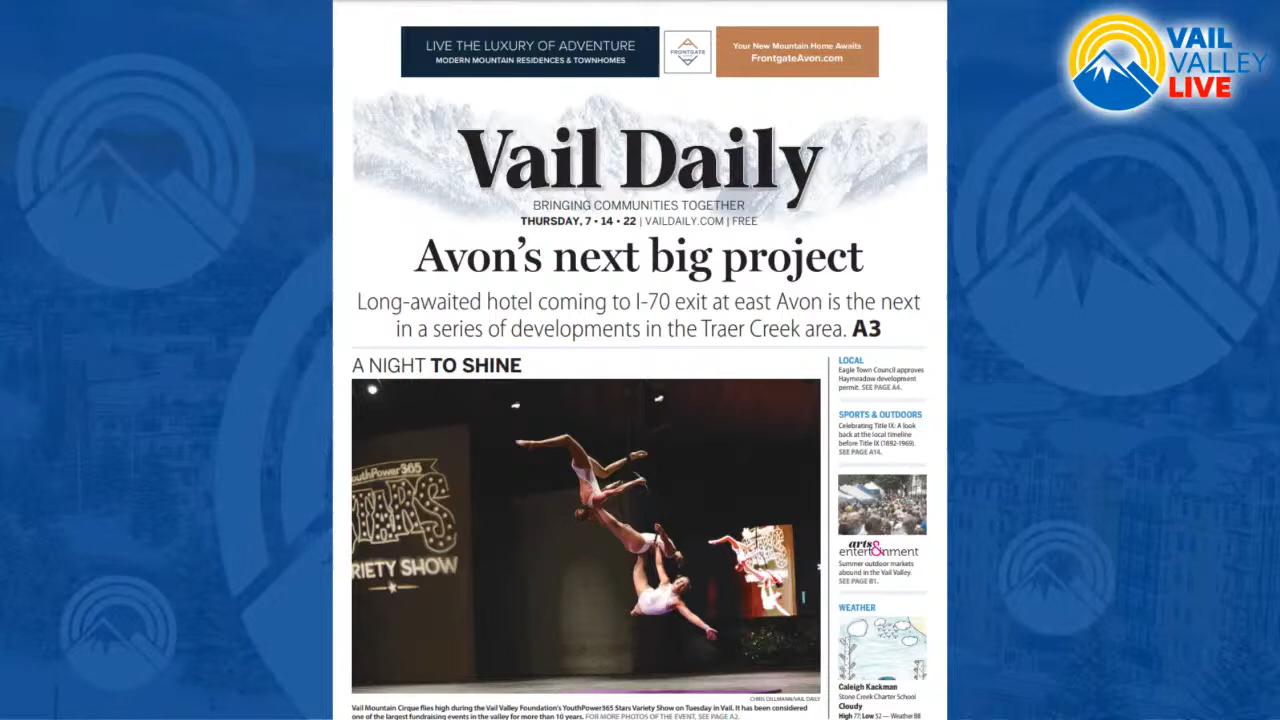 LIVE THE LUXURY OF ADVENTURE
MODERN MOUNTAIN RESIDENCES & TOWNHOMES
FRONTGATE
Your New Mountain Home Awaits
FrontgateAvon.com
VAIL
VALLEY
LIVE
Vail Daily
BRINGING COMMUNITIES TOGETHER
THURSDAY, 7 • 14 • 22 | VAILDAILY.COM | FREE
Avon's next big project
Long-awaited hotel coming to I-70 exit at east Avon is the next
in a series of developments in the Traer Creek area. A3
A NIGHT TO SHINE
outhPower365
STARS
RIETY SHOW
CHRIS DILLMANN/VAIL DAILY
Vail Mountain Cirque flies high during the Vail Valley Foundation's YouthPower365 Stars Variety Show on Tuesday in Vail. It has been considered
one of the largest fundraising events in the valley for more than 10 years. FOR MORE PHOTOS OF THE EVENT, SEE PAGE A2.
LOCAL
Eagle Town Council approves
Haymeadow development
permit. SEE PAGE A4.
SPORTS & OUTDOORS
Celebrating Title IX: A look
back at the local timeline
before Title IX (1892-1969).
SEE PAGE A14.
arts&
entertainment
Summer outdoor markets
abound in the Vail Valley.
SEE PAGE B1.
WEATHER
Caleigh Kackman
Stone Creek Charter School
Cloudy
High 77; Low 52 — Weather B8